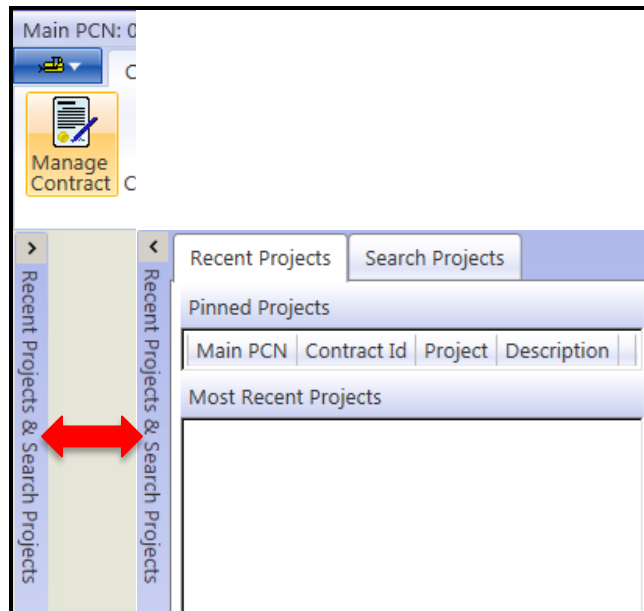 Main PCN: 0
C
Manage
Contract
C
Recent Projects & Search Projects
Recent Projects & Search Projects
Recent Projects
Search Projects
Pinned Projects
Main PCN
Contract Id
Project
Description
Most Recent Projects